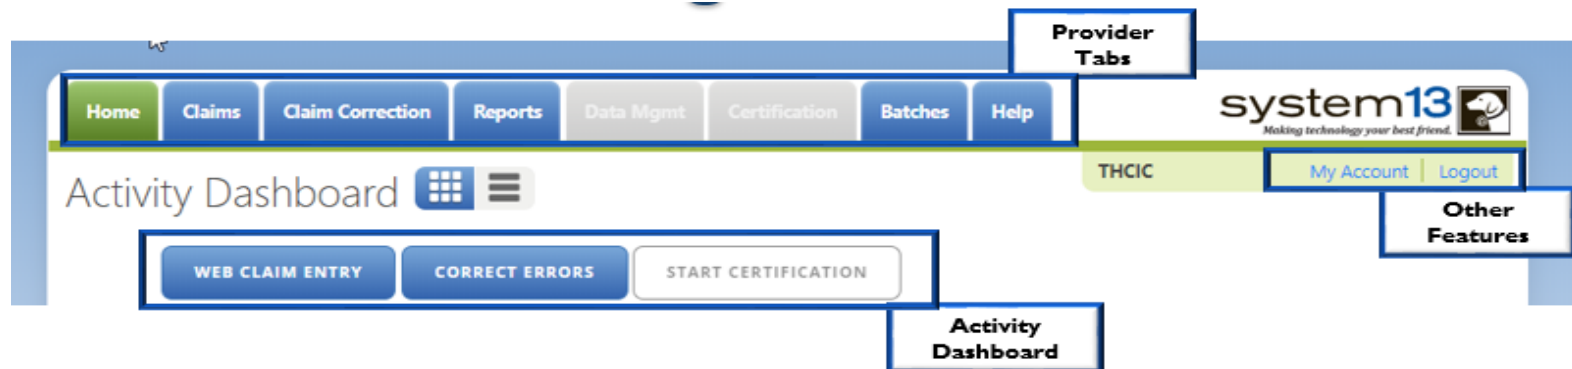 Provider
Tabs
Home Claims Claim Correction Reports Data Mgmt Certification Batches Help
system13
Making technology your best friend.
THCIC My Account Logout
Activity Dashboard
Other
Features
WEB CLAIM ENTRY CORRECT ERRORS START CERTIFICATION
Activity
Dashboard